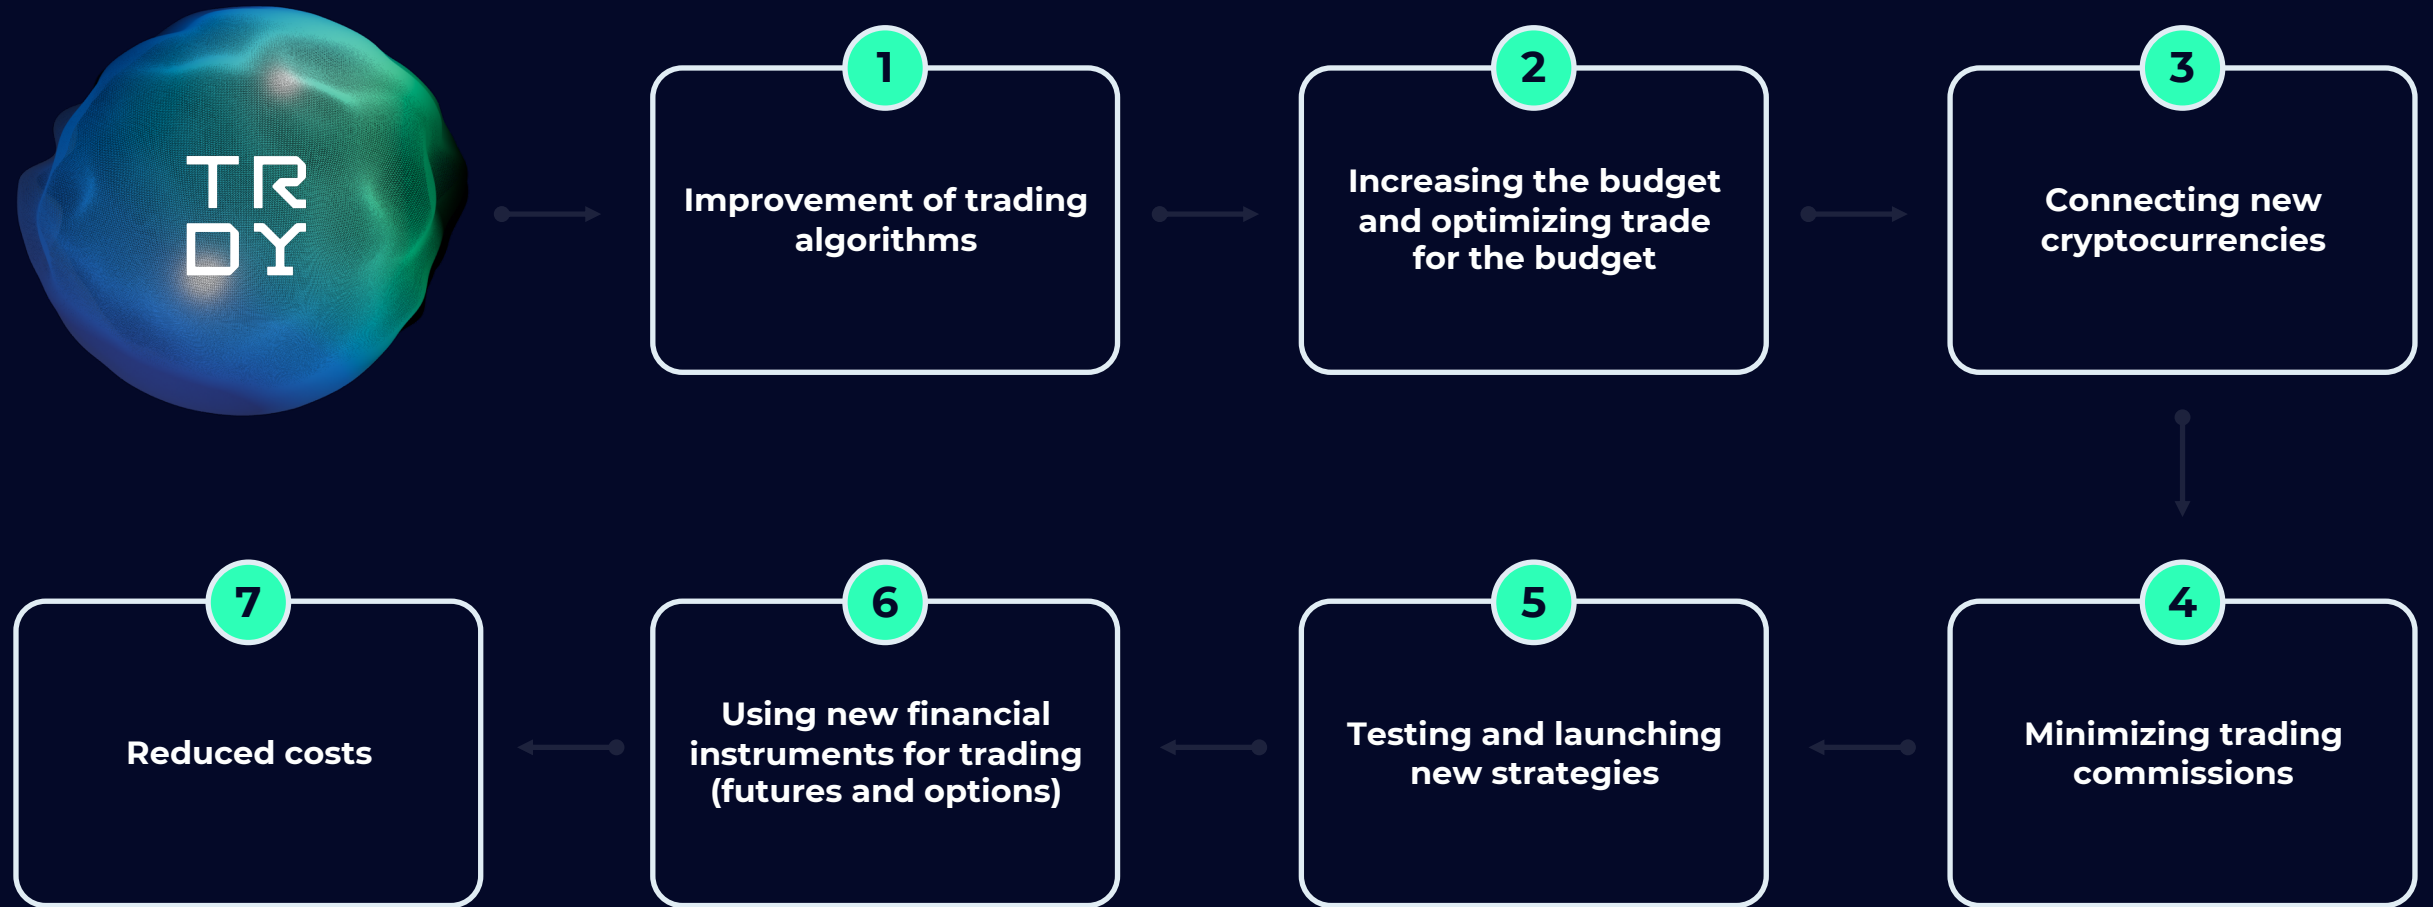 TR
DY
1
Improvement of trading
algorithms
2
Increasing the budget
and optimizing trade
for the budget
3
Connecting new
cryptocurrencies
4
Minimizing trading
commissions
5
Testing and launching
new strategies
6
Using new financial
instruments for trading
(futures and options)
7
Reduced costs